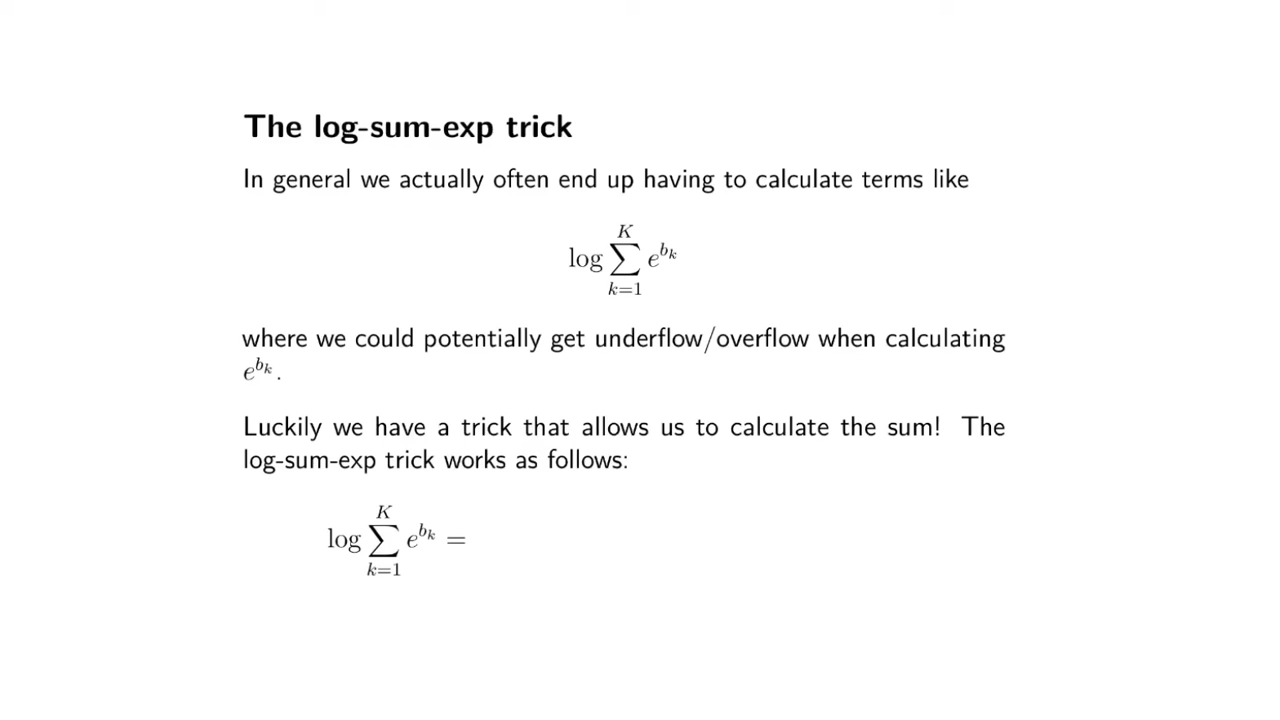 The log-sum-exp trick
In general we actually often end up having to calculate terms like
log ∑_{k=1}^{K} e^{b_k}
where we could potentially get underflow/overflow when calculating
e^{b_k}.
Luckily we have a trick that allows us to calculate the sum! The
log-sum-exp trick works as follows:
log ∑_{k=1}^{K} e^{b_k} =